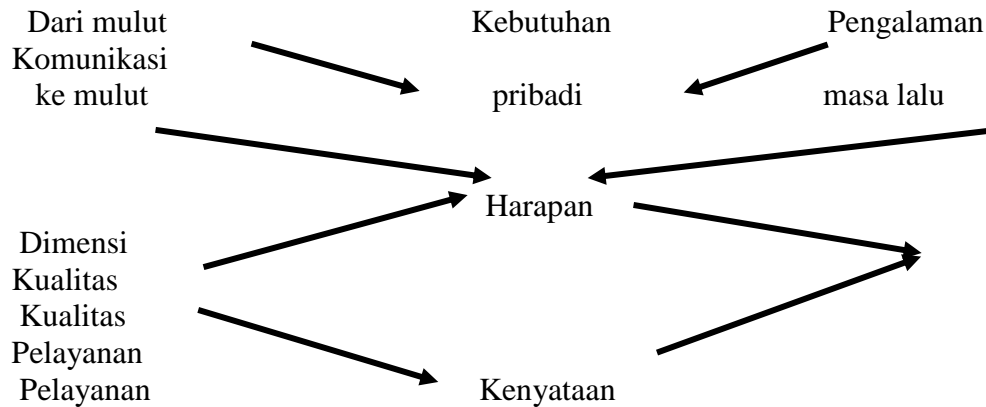 Dari mulut Kebutuhan Pengalaman
Komunikasi
ke mulut pribadi masa lalu
Harapan
Dimensi
Kualitas
Kualitas
Pelayanan
Pelayanan Kenyataan